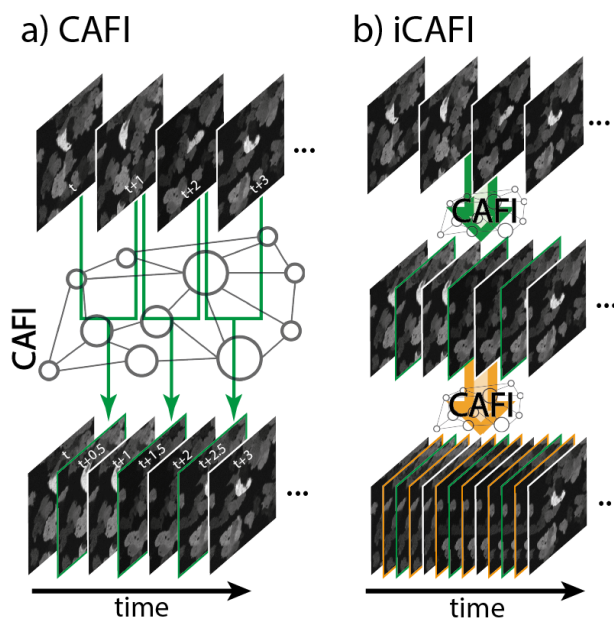 a) CAFI
t
t+1
t+2
t+3
...
CAFI
t
t+0.5
t+1
t+1.5
t+2
t+2.5
t+3
...
time
b) iCAFI
...
CAFI
...
CAFI
..
time